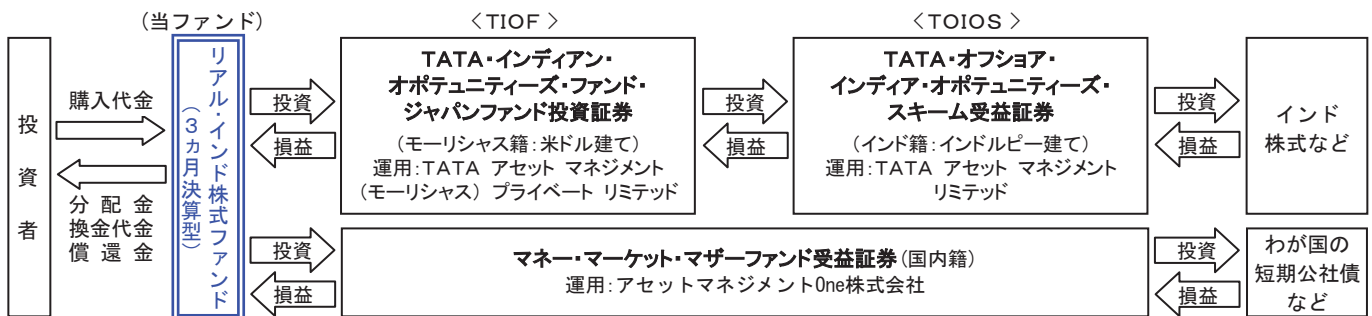 (当ファンド)
<TIOF>
<TOIOS>
投資者
購入代金
分配金
換金代金
償還金
リアル・インド株式ファンド
(3ヵ月決算型)
投資
損益
TATA・インディアン・
オポテュニティーズ・ファンド・
ジャパンファンド投資証券
(モーリシャス籍:米ドル建て)
運用:TATA アセット マネジメント
(モーリシャス) プライベート リミテッド
投資
損益
TATA・オフショア・
インディア・オポテュニティーズ・
スキーム受益証券
(インド籍:インドルピー建て)
運用:TATA アセット マネジメント
リミテッド
投資
損益
インド
株式など
投資
損益
マネー・マーケット・マザーファンド受益証券(国内籍)
運用:アセットマネジメントOne株式会社
投資
損益
わが国の
短期公社債
など